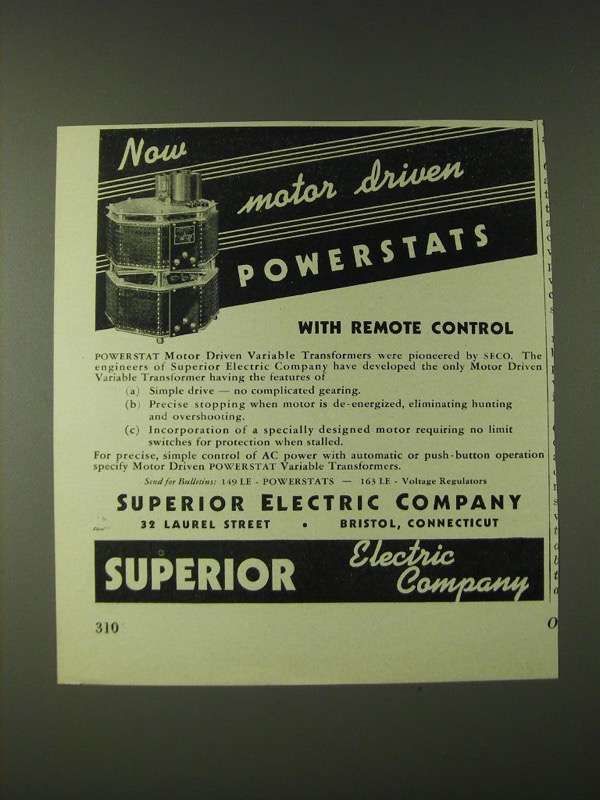 Now
motor driven
POWERSTATS
WITH REMOTE CONTROL
POWERSTAT Motor Driven Variable Transformers were pioneered by SECO. The
engineers of Superior Electric Company have developed the only Motor Driven
Variable Transformer having the features of
(a) Simple drive — no complicated gearing.
(b) Precise stopping when motor is de-energized, eliminating hunting
and overshooting.
(c) Incorporation of a specially designed motor requiring no limit
switches for protection when stalled.
For precise, simple control of AC power with automatic or push-button operation
specify Motor Driven POWERSTAT Variable Transformers.
Send for Bulletins: 149 LE - POWERSTATS — 163 LE - Voltage Regulators
SUPERIOR ELECTRIC COMPANY
32 LAUREL STREET • BRISTOL, CONNECTICUT
SUPERIOR Electric
Company
310
O